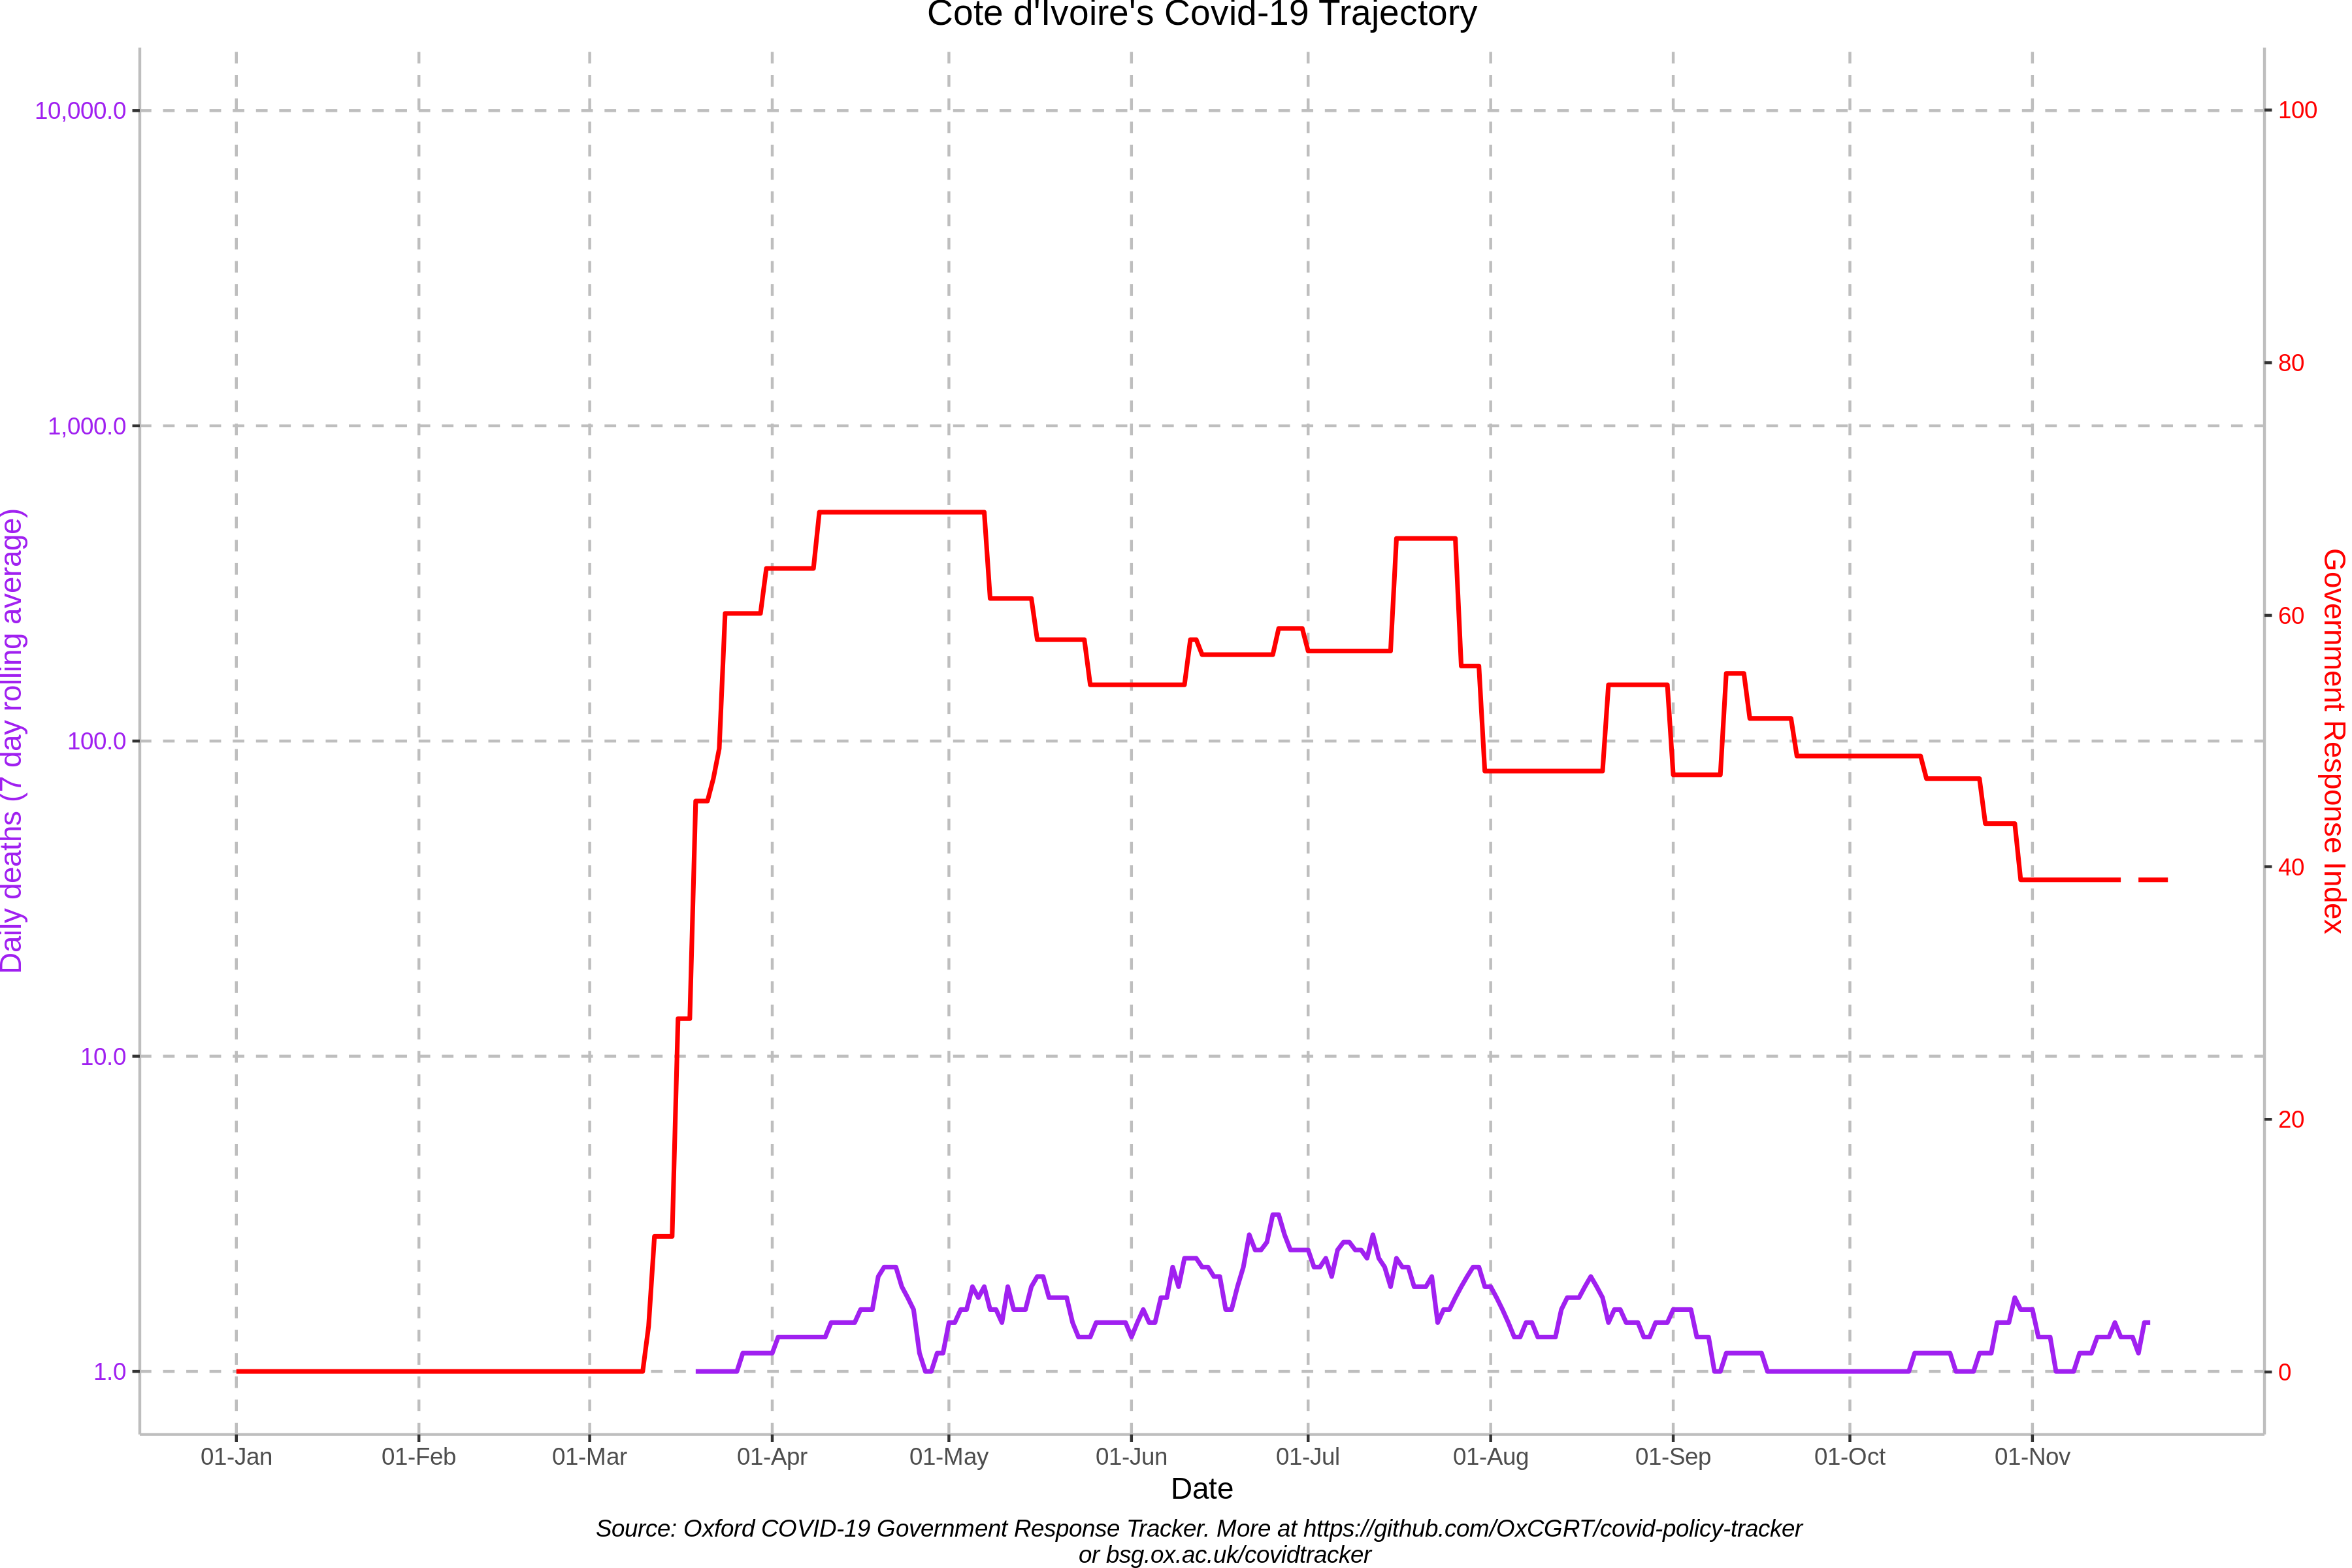 Cote d'Ivoire's Covid-19 Trajectory
10,000.0
1,000.0
100.0
10.0
1.0
Daily deaths (7 day rolling average)
100
80
60
40
20
0
Government Response Index
01-Jan
01-Feb
01-Mar
01-Apr
01-May
01-Jun
01-Jul
01-Aug
01-Sep
01-Oct
01-Nov
Date
Source: Oxford COVID-19 Government Response Tracker. More at https://github.com/OxCGRT/covid-policy-tracker
or bsg.ox.ac.uk/covidtracker